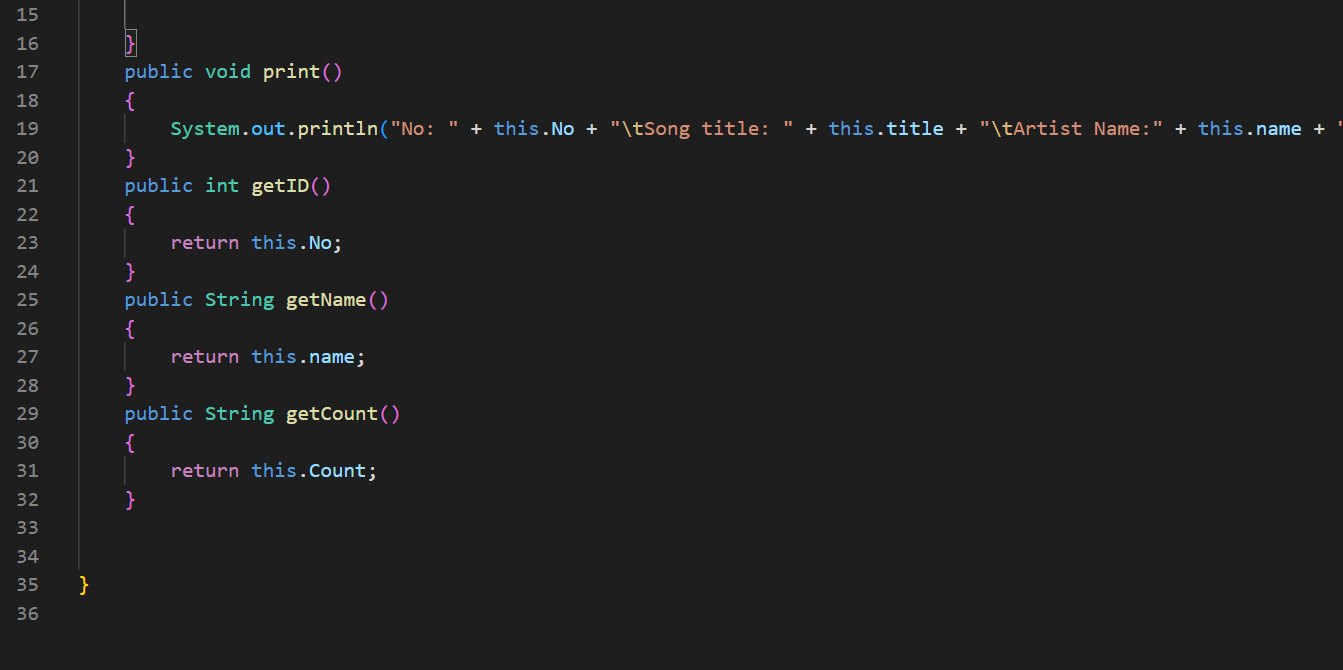 15
16 }
17 public void print()
18 {
19 System.out.println("No: " + this.No + "\tSong title: " + this.title + "\tArtist Name:" + this.name + "
20 }
21 public int getID()
22 {
23 return this.No;
24 }
25 public String getName()
26 {
27 return this.name;
28 }
29 public String getCount()
30 {
31 return this.Count;
32 }
33
34
35 }
36